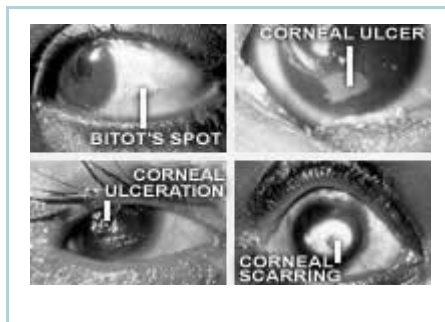 BITOT'S SPOT
CORNEAL ULCER
CORNEAL
ULCERATION
CORNEAL
SCARRING